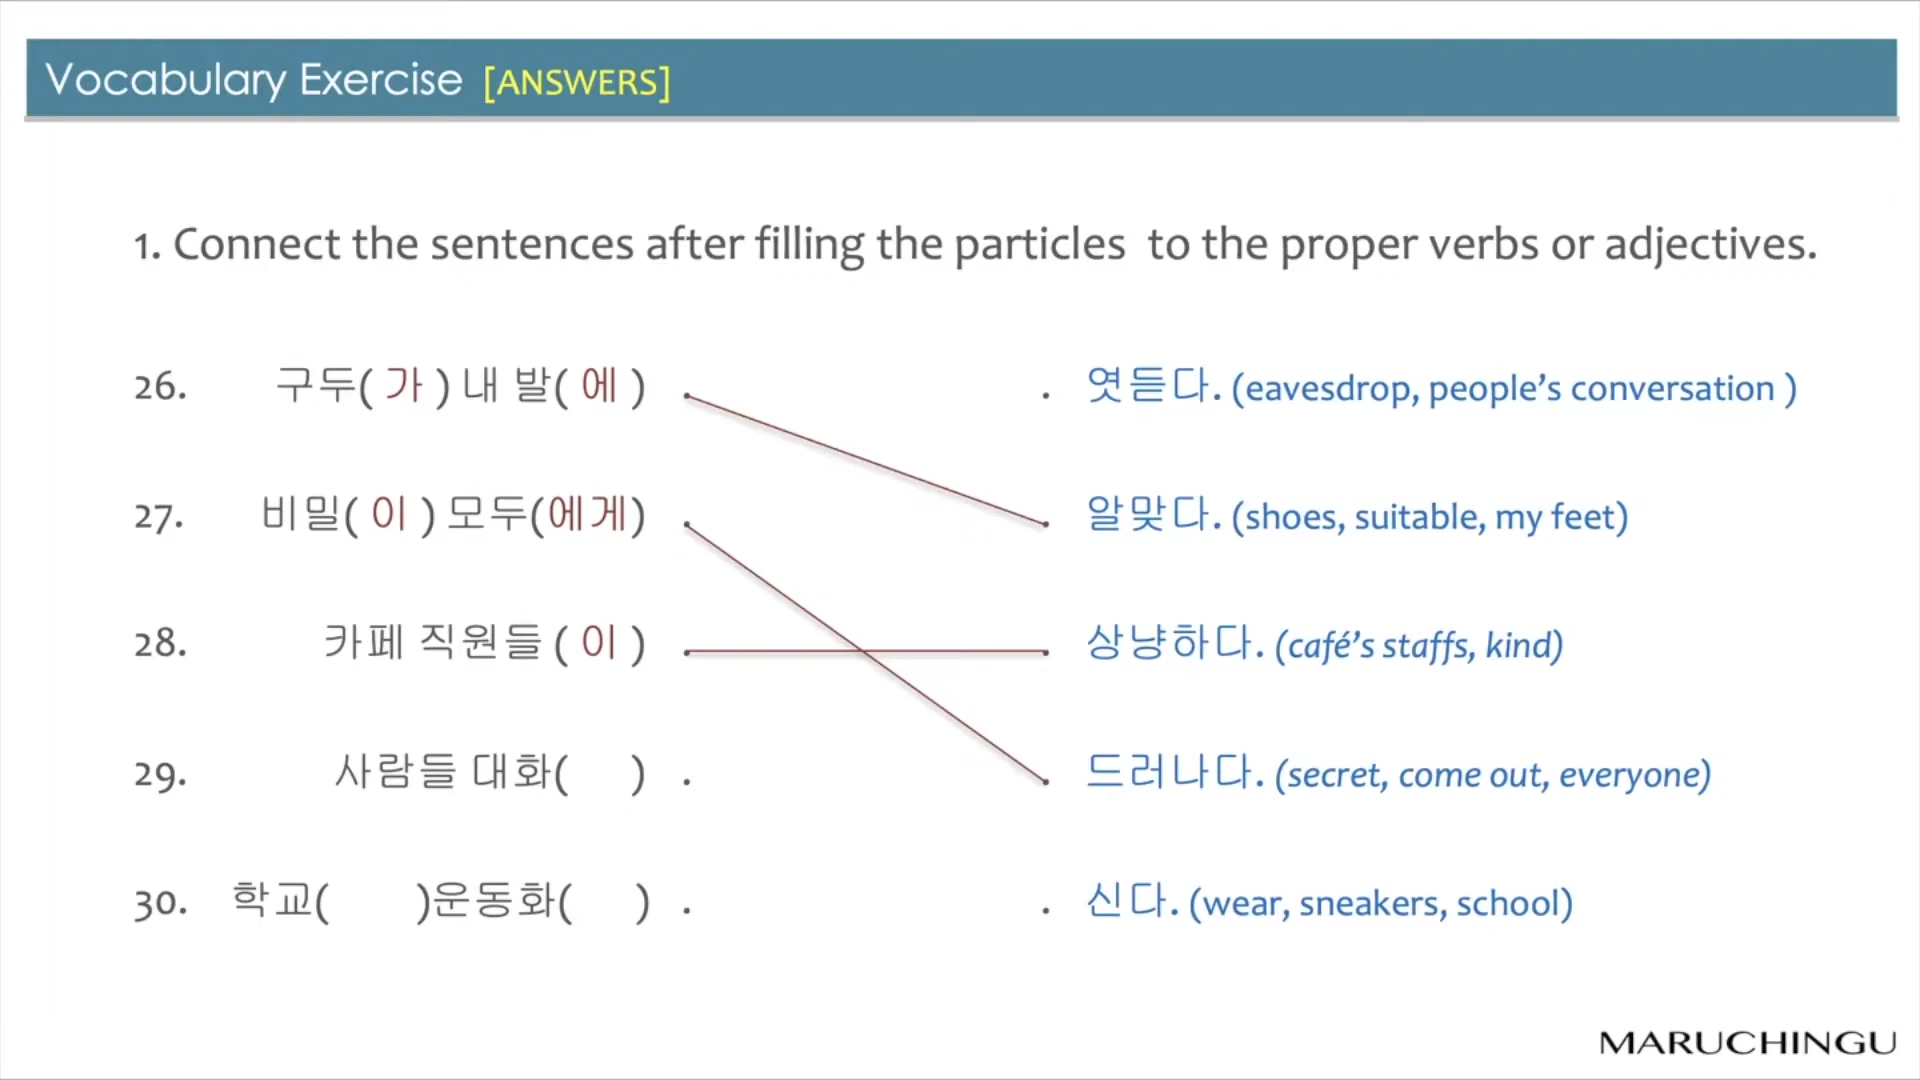 Vocabulary Exercise [ANSWERS]
1. Connect the sentences after filling the particles to the proper verbs or adjectives.
26. 구두( 가 ) 내 발( 에 ) . . 엿듣다. (eavesdrop, people’s conversation )
27. 비밀( 이 ) 모두(에게) . . 알맞다. (shoes, suitable, my feet)
28. 카페 직원들 ( 이 ) . . 상냥하다. (café’s staffs, kind)
29. 사람들 대화( ) . . 드러나다. (secret, come out, everyone)
30. 학교( )운동화( ) . . 신다. (wear, sneakers, school)
MARUCHINGU